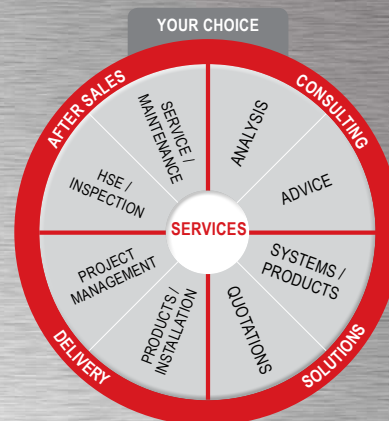 YOUR CHOICE
AFTER SALES
CONSULTING
SERVICE /
MAINTENANCE
ANALYSIS
HSE /
INSPECTION
ADVICE
SERVICES
PROJECT
MANAGEMENT
SYSTEMS /
PRODUCTS
PRODUCTS /
INSTALLATION
QUOTATIONS
DELIVERY
SOLUTIONS